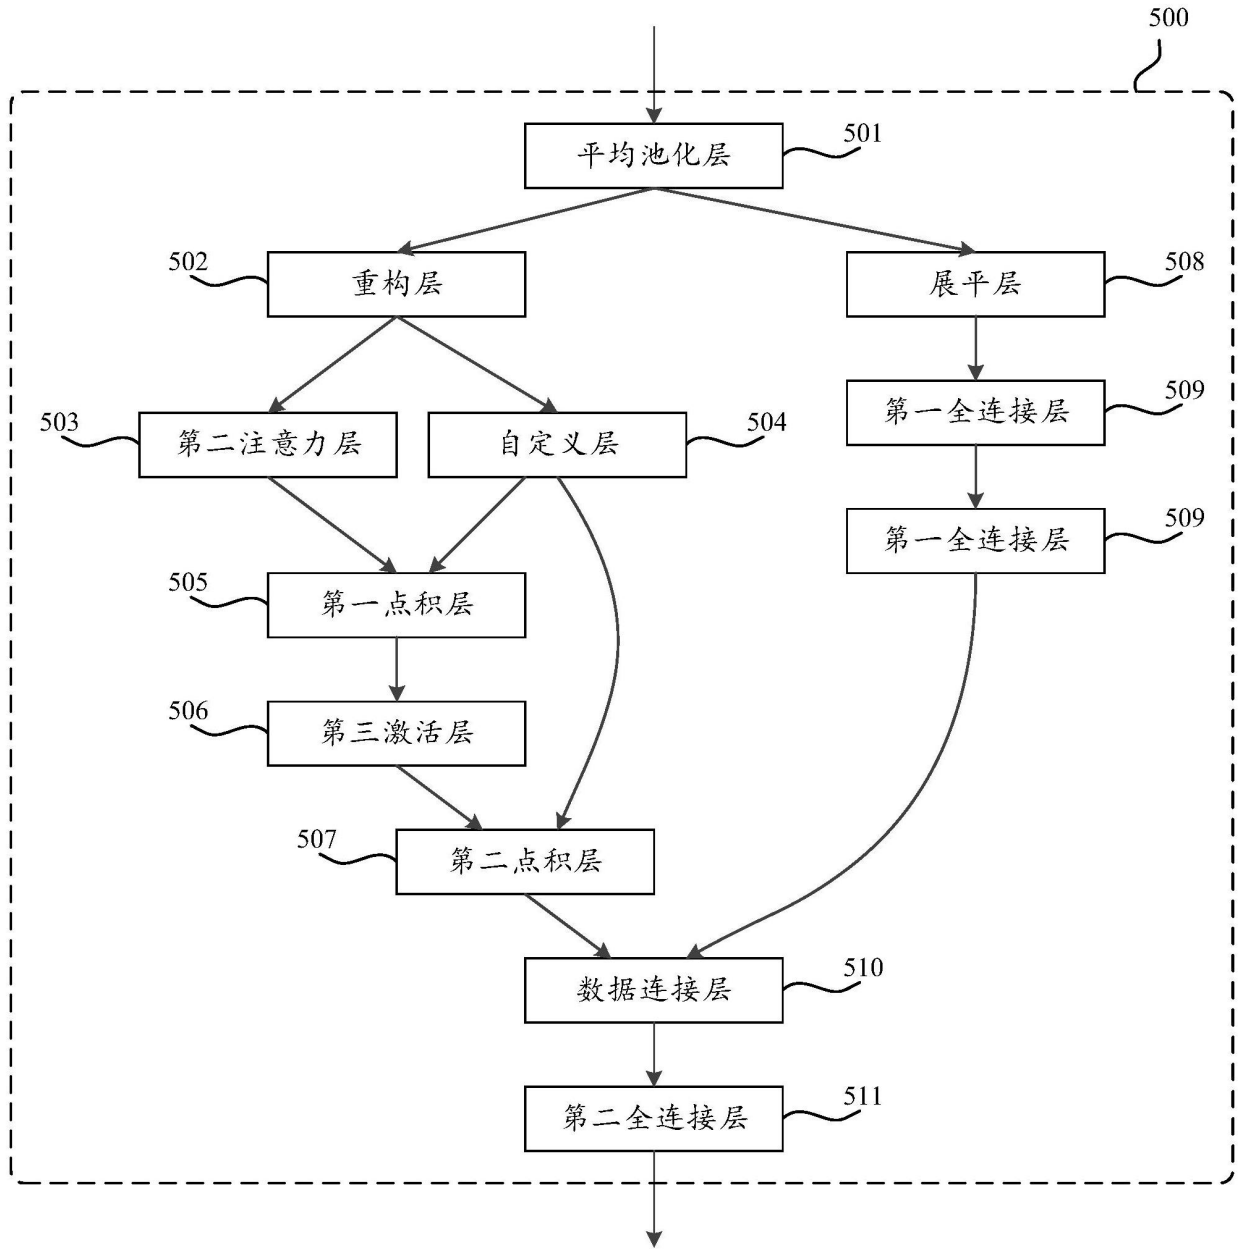 500
平均池化层
501
502
重构层
展平层
508
503
第二注意力层
自定义层
504
第一全连接层
509
第一全连接层
509
505
第一点积层
506
第三激活层
507
第二点积层
数据连接层
510
第二全连接层
511